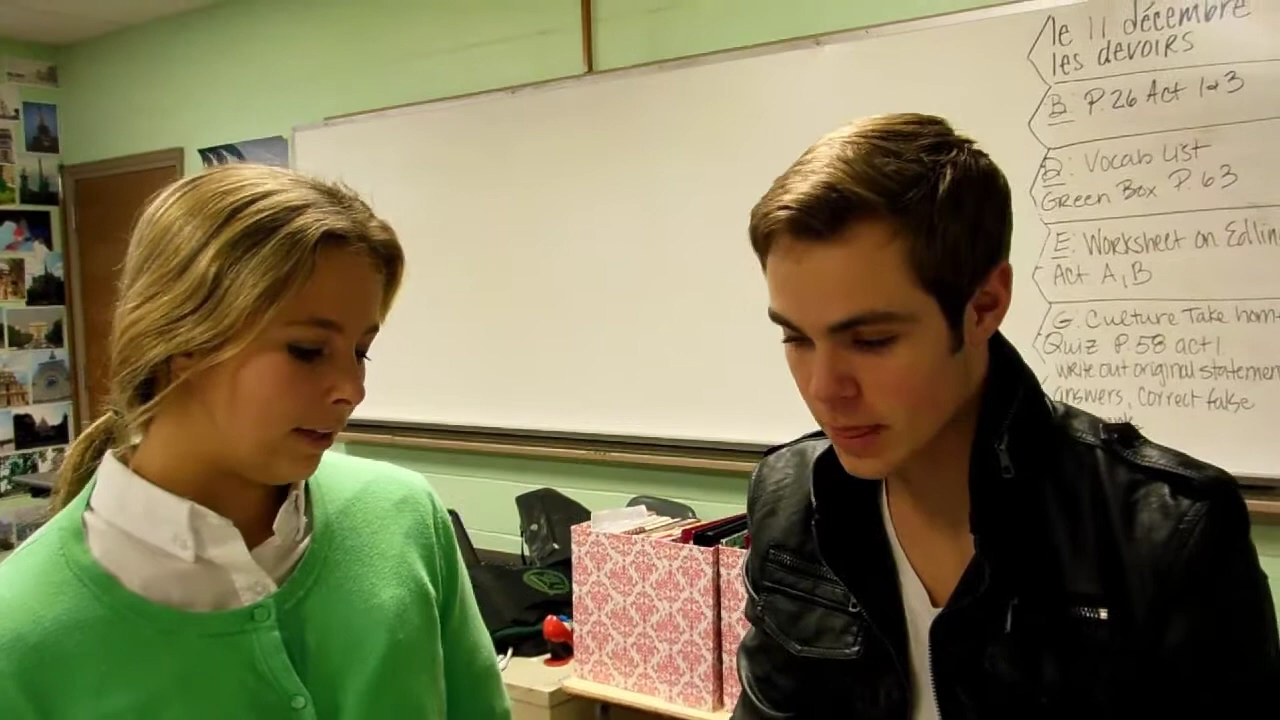 le 11 décembre
les devoirs
B: P.26 Act 1&3
D: Vocab list
Green Box P.63
E: Worksheet on
Act A,B
G: Culture Take
Quiz P.58 act 1
write out original
answers, correct false